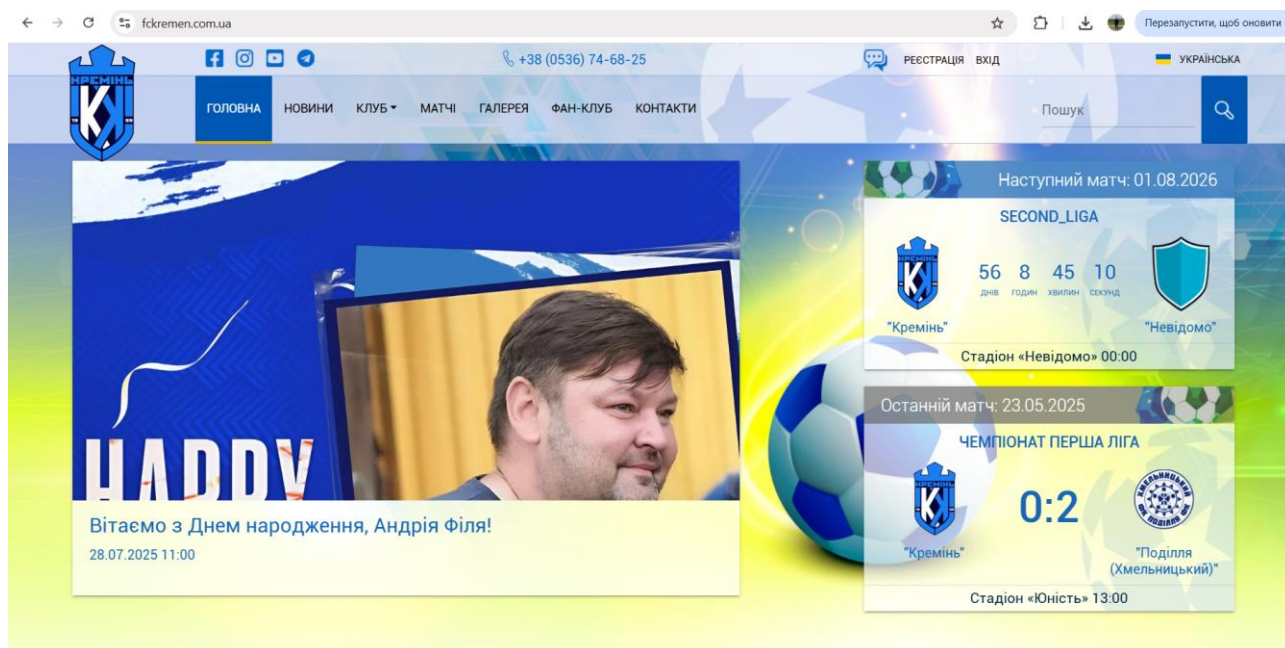 fckremen.com.ua
Перезапустити, щоб оновити
+38 (0536) 74-68-25
РЕЄСТРАЦІЯ ВХІД
УКРАЇНСЬКА
КРЕМІНЬ
ГОЛОВНА НОВИНИ КЛУБ МАТЧІ ГАЛЕРЕЯ ФАН-КЛУБ КОНТАКТИ
Пошук
HAPPY
Вітаємо з Днем народження, Андрія Філя!
28.07.2025 11:00
Наступний матч: 01.08.2026
SECOND_LIGA
КРЕМІНЬ
56 8 45 10
ДНІВ ГОДИН ХВИЛИН СЕКУНД
"Кремінь"
"Невідомо"
Стадіон «Невідомо» 00:00
Останній матч: 23.05.2025
ЧЕМПІОНАТ ПЕРША ЛІГА
КРЕМІНЬ
0:2
ХМЕЛЬНИЦЬКИЙ
ФК ПОДІЛЛЯ
"Кремінь"
"Поділля
(Хмельницький)"
Стадіон «Юність» 13:00